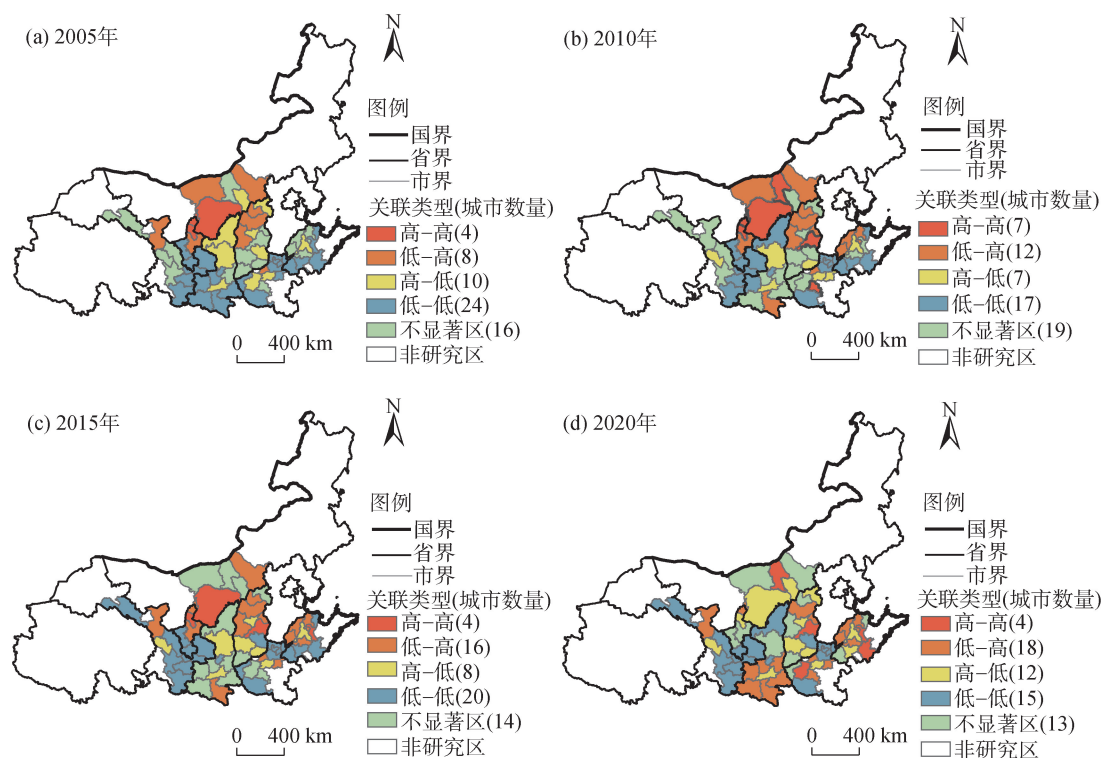 (a) 2005年
N
图例
国界
省界
市界
关联类型(城市数量)
高–高(4)
低–高(8)
高–低(10)
低–低(24)
不显著区(16)
非研究区
0 400 km
(b) 2010年
N
图例
国界
省界
市界
关联类型(城市数量)
高–高(7)
低–高(12)
高–低(7)
低–低(17)
不显著区(19)
非研究区
0 400 km
(c) 2015年
N
图例
国界
省界
市界
关联类型(城市数量)
高–高(4)
低–高(16)
高–低(8)
低–低(20)
不显著区(14)
非研究区
0 400 km
(d) 2020年
N
图例
国界
省界
市界
关联类型(城市数量)
高–高(4)
低–高(18)
高–低(12)
低–低(15)
不显著区(13)
非研究区
0 400 km